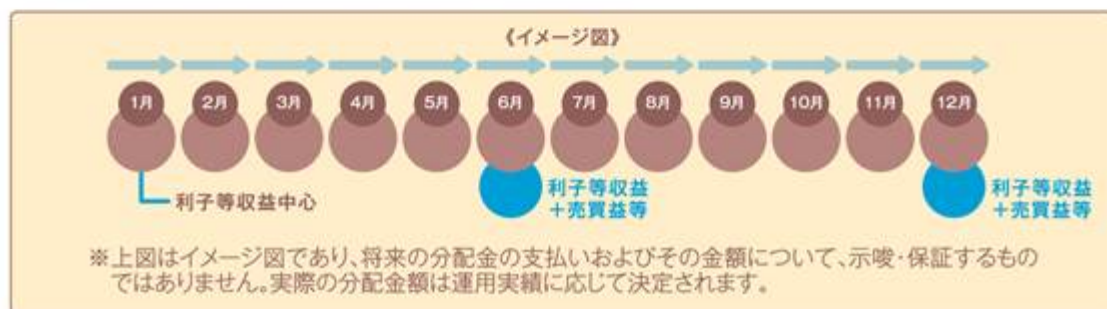 《イメージ図》
1月 2月 3月 4月 5月 6月 7月 8月 9月 10月 11月 12月
利子等収益中心
利子等収益
+売買益等
利子等収益
+売買益等
※上図はイメージ図であり、将来の分配金の支払いおよびその金額について、示唆・保証するもの
ではありません。実際の分配金額は運用実績に応じて決定されます。